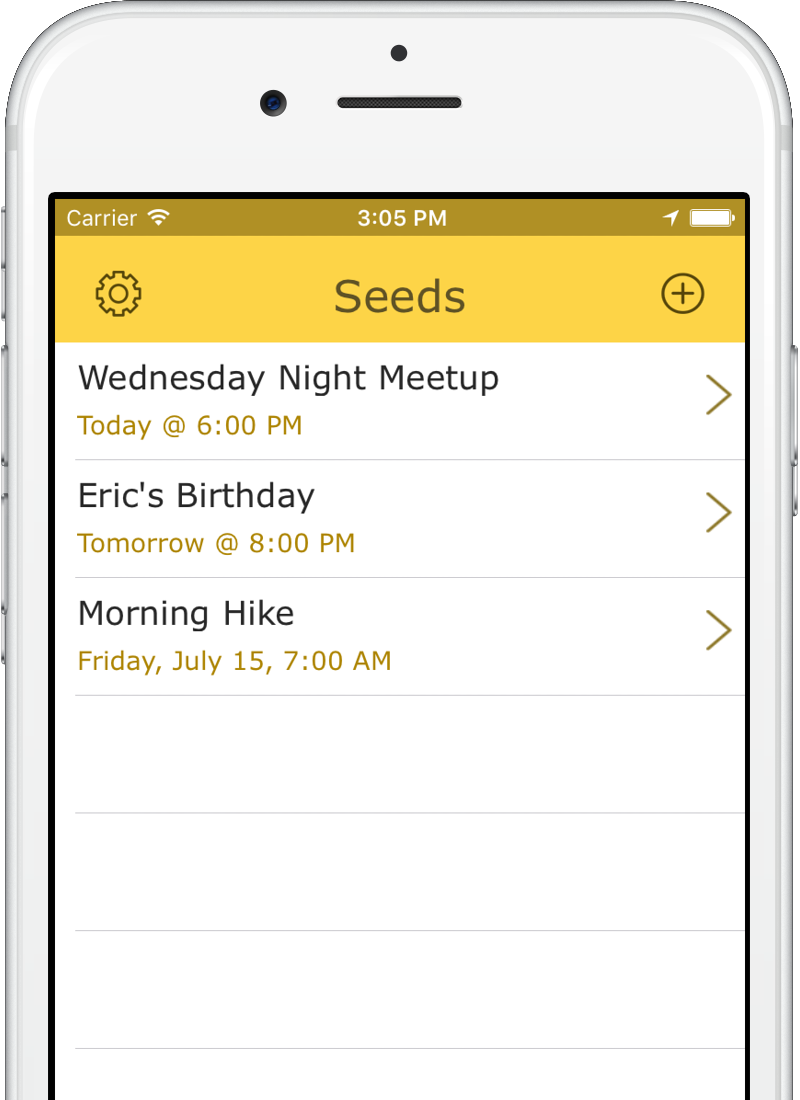 Carrier 3:05 PM
Seeds
Wednesday Night Meetup
Today @ 6:00 PM
Eric's Birthday
Tomorrow @ 8:00 PM
Morning Hike
Friday, July 15, 7:00 AM